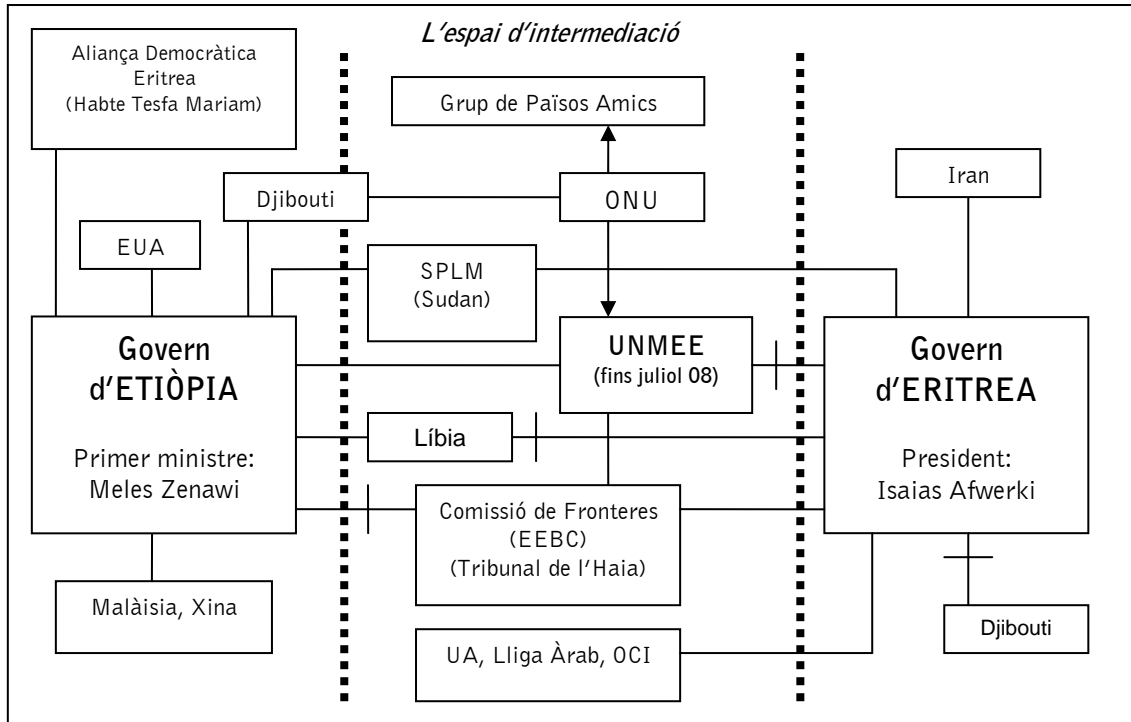 L'espai d'intermediació
Aliança Democràtica
Eritrea
(Habte Tesfa Mariam)
Grup de Països Amics
Iran
Djibouti
ONU
EUA
SPLM
(Sudan)
Govern
d'ETIÒPIA
Primer ministre:
Meles Zenawi
UNMEE
(fins juliol 08)
Govern
d'ERITREA
President:
Isaias Afwerki
Líbia
Comissió de Fronteres
(EEBC)
(Tribunal de l'Haia)
Malàisia, Xina
Djibouti
UA, Lliga Àrab, OCI